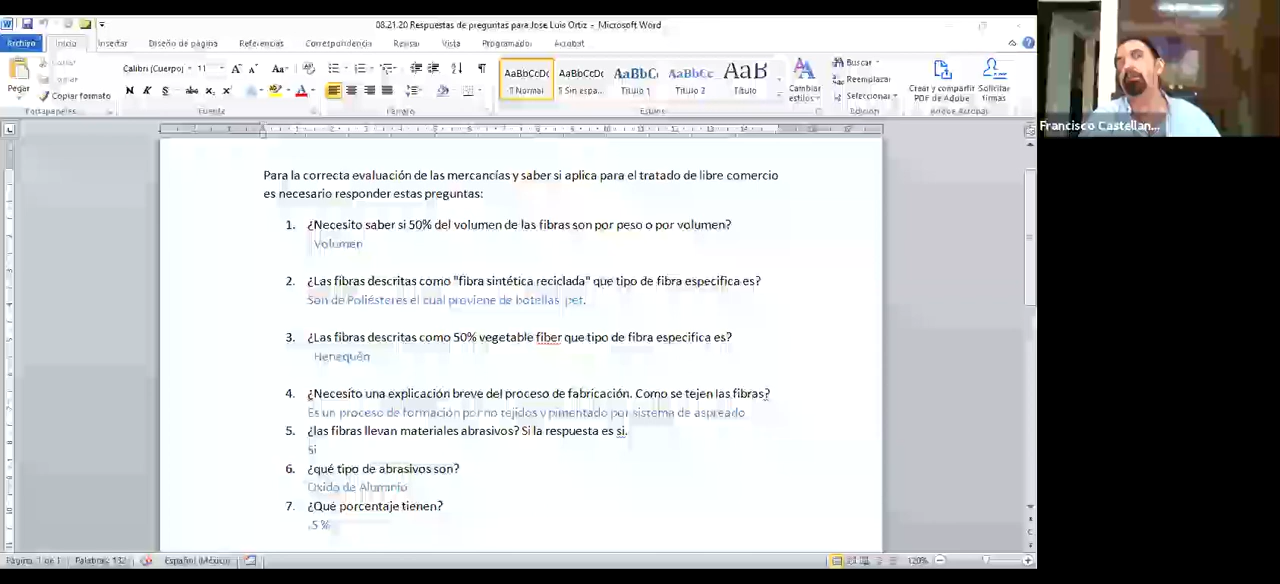 08.21.20 Respuestas de preguntas para Jose Luis Ortiz - Microsoft Word
Archivo Inicio Insertar Diseño de página Referencias Correspondencia Revisar Vista Programador Acrobat
Calibri (Cuerpo) 11
Pegar
Copiar formato
N K S abc x₂ x²
AaBbCcDc AaBbCcDc AaBbC AaBbCc AaB
¶ Normal ¶ Sin espa... Título 1 Título 2 Título
Cambiar estilos
Buscar
Reemplazar
Seleccionar
Crear y compartir PDF de Adobe
Solicitar firmas
Portapapeles Fuente Párrafo Estilos Edición Adobe Acrobat
Francisco Castellan...
Para la correcta evaluación de las mercancías y saber si aplica para el tratado de libre comercio
es necesario responder estas preguntas:
1. ¿Necesito saber si 50% del volumen de las fibras son por peso o por volumen?
Volumen
2. ¿Las fibras descritas como "fibra sintética reciclada" que tipo de fibra especifica es?
Son de Poliésteres el cual proviene de botellas pet.
3. ¿Las fibras descritas como 50% vegetable fiber que tipo de fibra especifica es?
Henequén
4. ¿Necesito una explicación breve del proceso de fabricación. Como se tejen las fibras?
Es un proceso de formación por no tejidos y pimentado por sistema de aspreado
5. ¿las fibras llevan materiales abrasivos? Si la respuesta es si.
Si
6. ¿qué tipo de abrasivos son?
Oxido de Aluminio
7. ¿Qué porcentaje tienen?
.5 %
Página: 1 de 1 Palabras: 132 Español (México) 120%